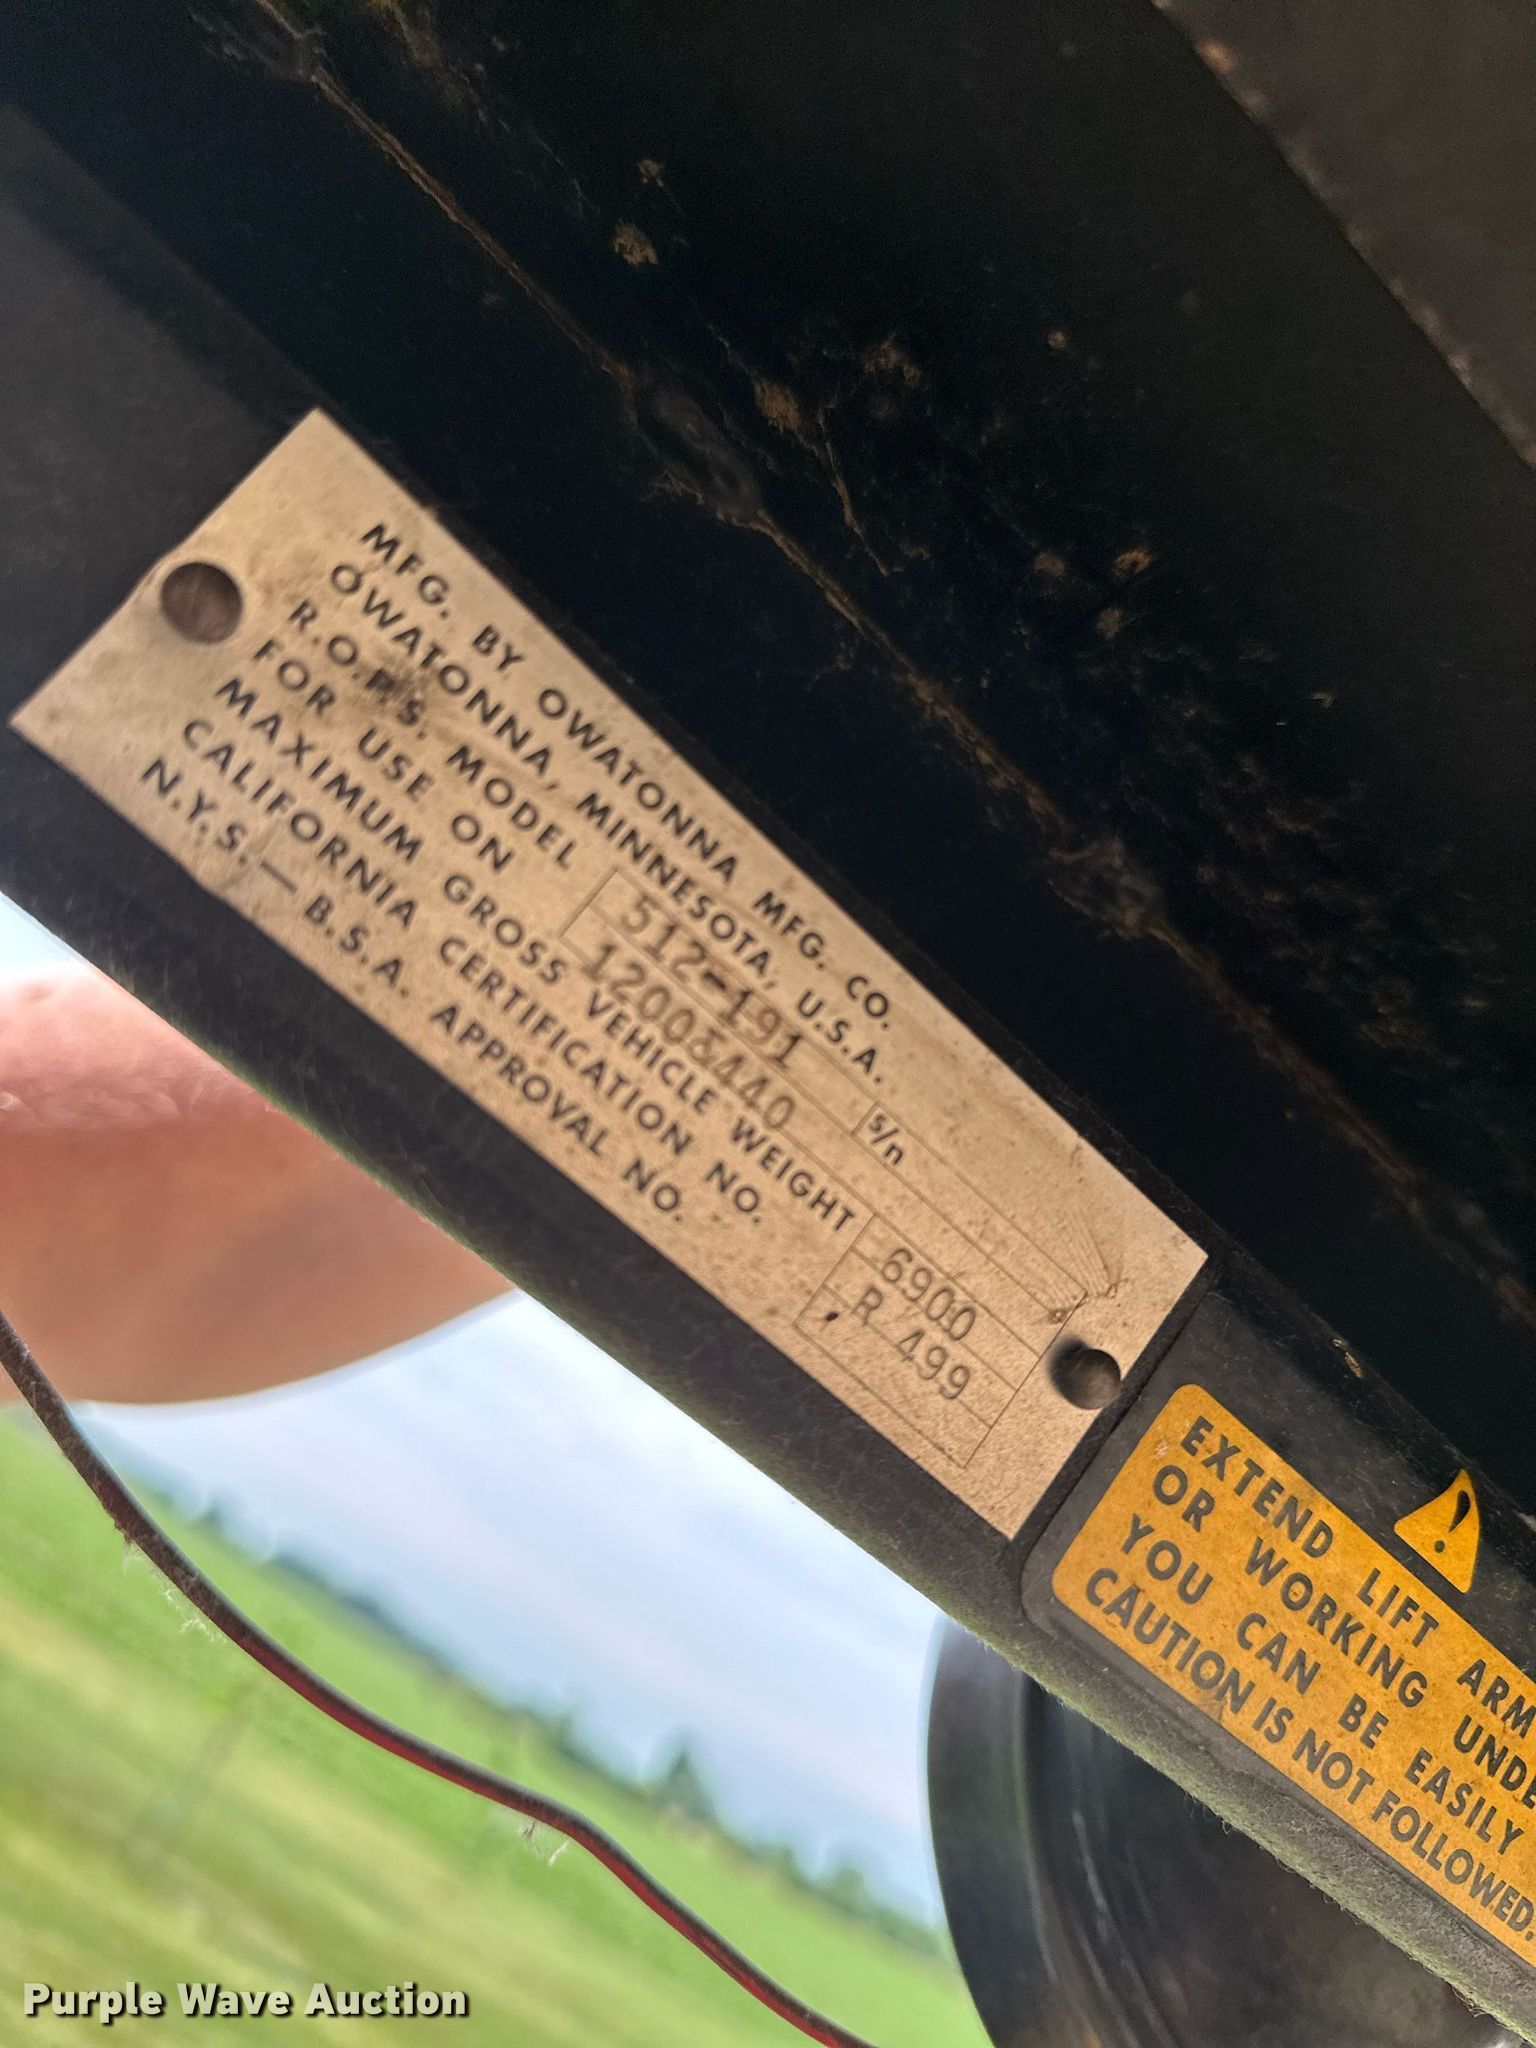 MFG. BY OWATONNA MFG. CO.
OWATONNA, MINNESOTA, U.S.A.
R.O.P.S. MODEL 512-191 s/n
FOR USE ON 1200&440
MAXIMUM GROSS VEHICLE WEIGHT 6900
CALIFORNIA CERTIFICATION NO. R 499
N.Y.S. — B.S.A. APPROVAL NO.
EXTEND LIFT ARM
OR WORKING UNDE
YOU CAN BE EASILY
CAUTION IS NOT FOLLOWED.
Purple Wave Auction